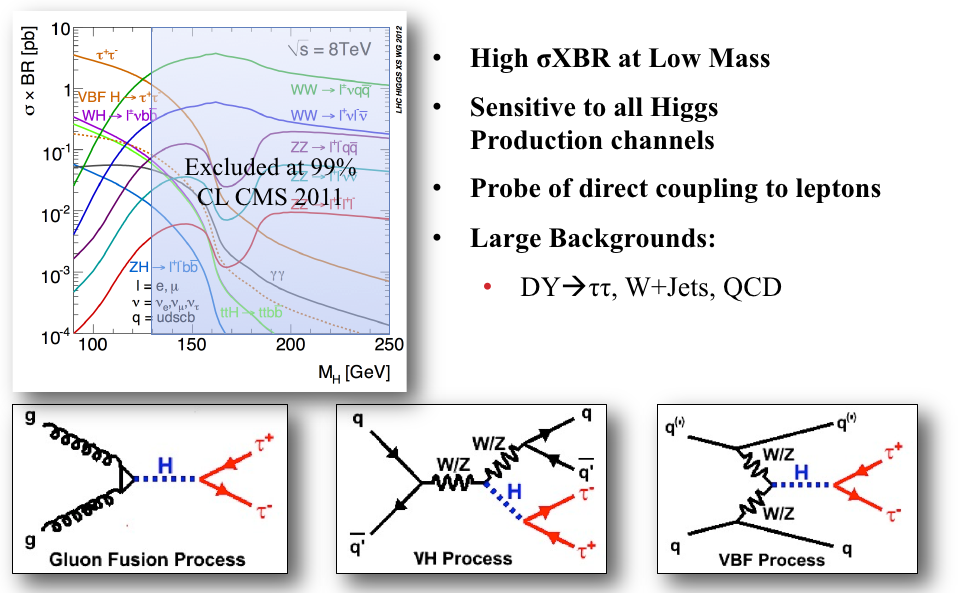 10
1
10⁻¹
10⁻²
10⁻³
10⁻⁴
σ × BR [pb]
√s = 8TeV
LHC HIGGS XS WG 2012
τ⁺τ⁻
VBF H → τ⁺τ⁻
WH → l±νbb̅
WW → l±νqq̅
WW → l⁺νl⁻ν̅
ZZ → l⁺l⁻qq̅
ZZ → l⁺l⁻νν̅
ZZ → l⁺l⁻l⁺l⁻
Excluded at 99%
CL CMS 2011
ZH → l⁺l⁻bb̅
l = e, μ
ν = νe,νμ,ντ
q = udscb
γγ
ttH → ttbb̅
100
150
200
250
M_H [GeV]
• High σXBR at Low Mass
• Sensitive to all Higgs
Production channels
• Probe of direct coupling to leptons
• Large Backgrounds:
• DY→ττ, W+Jets, QCD
g
g
H
τ⁺
τ⁻
Gluon Fusion Process
q
q̅'
W/Z
W/Z
q
q̅'
H
τ⁻
τ⁺
VH Process
q(')
q(')
W/Z
H
W/Z
τ⁺
τ⁻
q
q
VBF Process